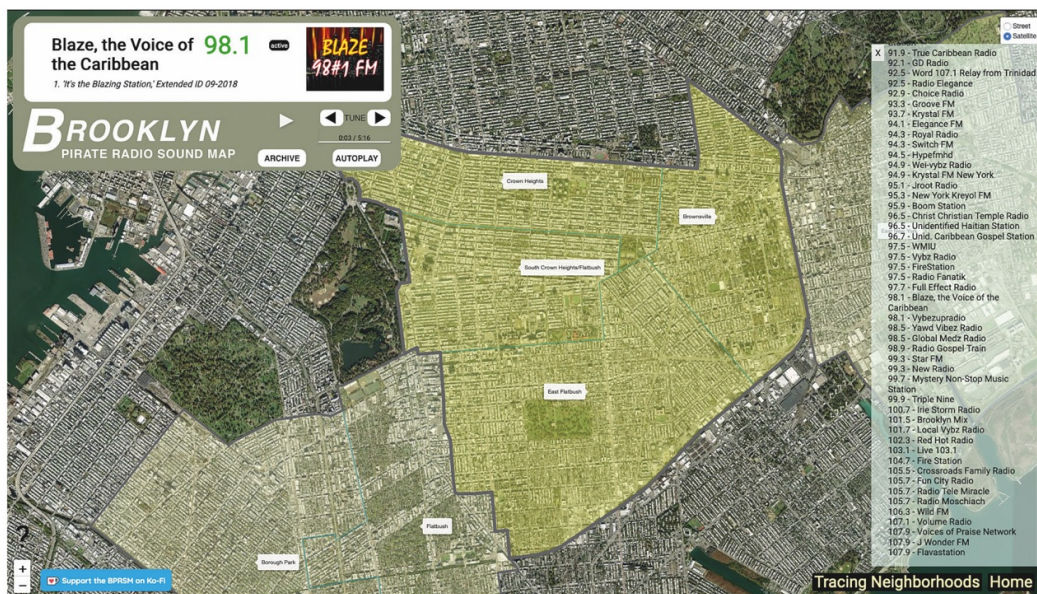 Blaze, the Voice of
the Caribbean
98.1
active
1. 'It's the Blazing Station,' Extended ID 09-2018
BLAZE
98#1 FM
BROOKLYN
PIRATE RADIO SOUND MAP
TUNE
0:03 / 5:16
ARCHIVE
AUTOPLAY
Street
Satellite
X
91.9 - True Caribbean Radio
92.1 - GD Radio
92.5 - Word 107.1 Relay from Trinidad
92.5 - Radio Elegance
92.9 - Choice Radio
93.3 - Groove FM
93.7 - Krystal FM
94.1 - Elegance FM
94.3 - Royal Radio
94.3 - Switch FM
94.5 - Hypefmhd
94.9 - Wei-vybz Radio
94.9 - Krystal FM New York
95.1 - Jroot Radio
95.3 - New York Kreyol FM
95.9 - Boom Station
96.5 - Christ Christian Temple Radio
96.5 - Unidentified Haitian Station
96.7 - Unid. Caribbean Gospel Station
97.5 - WMIU
97.5 - Vybz Radio
97.5 - FireStation
97.5 - Radio Fanatik
97.7 - Full Effect Radio
98.1 - Blaze, the Voice of the
Caribbean
98.1 - Vybezupradio
98.5 - Yawd Vibez Radio
98.5 - Global Medz Radio
98.9 - Radio Gospel Train
99.3 - Star FM
99.3 - New Radio
99.7 - Mystery Non-Stop Music
Station
99.9 - Triple Nine
100.7 - Irie Storm Radio
101.5 - Brooklyn Mix
101.7 - Local Vybz Radio
102.3 - Red Hot Radio
103.1 - Live 103.1
104.7 - Fire Station
105.5 - Crossroads Family Radio
105.7 - Fun City Radio
105.7 - Radio Tele Miracle
105.7 - Radio Moschiach
106.3 - Wild FM
107.1 - Volume Radio
107.9 - Voices of Praise Network
107.9 - J Wonder FM
107.9 - Flavastation
Crown Heights
Brownsville
South Crown Heights/Flatbush
East Flatbush
Flatbush
Borough Park
?
+
−
Support the BPRSM on Ko-Fi
Tracing Neighborhoods Home